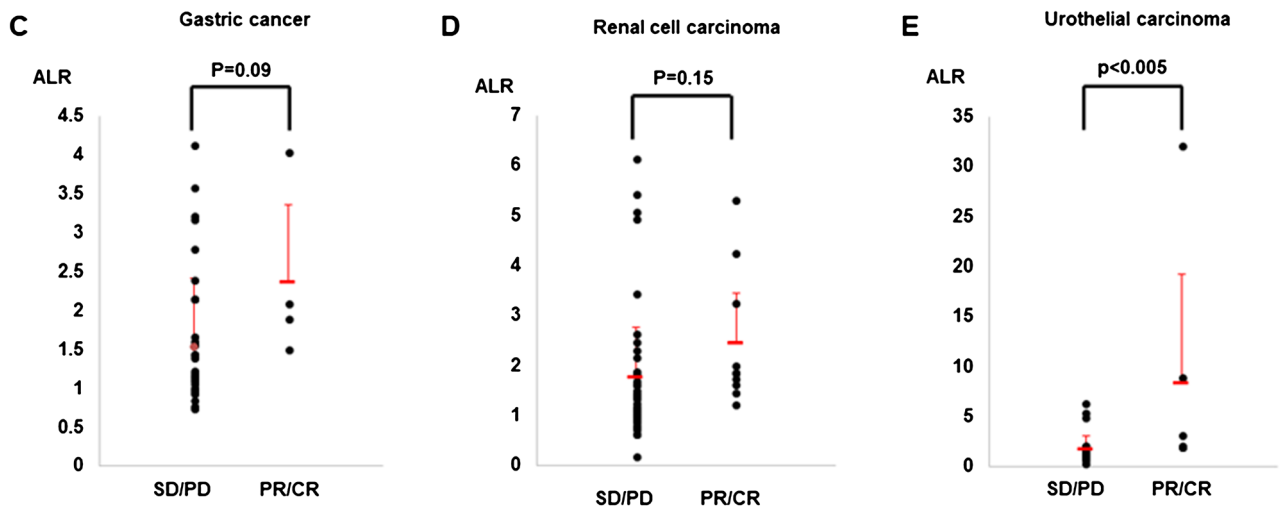 C
Gastric cancer
ALR
P=0.09
4.5
4
3.5
3
2.5
2
1.5
1
0.5
0
SD/PD PR/CR
D
Renal cell carcinoma
ALR
P=0.15
7
6
5
4
3
2
1
0
SD/PD PR/CR
E
Urothelial carcinoma
ALR
p<0.005
35
30
25
20
15
10
5
0
SD/PD PR/CR